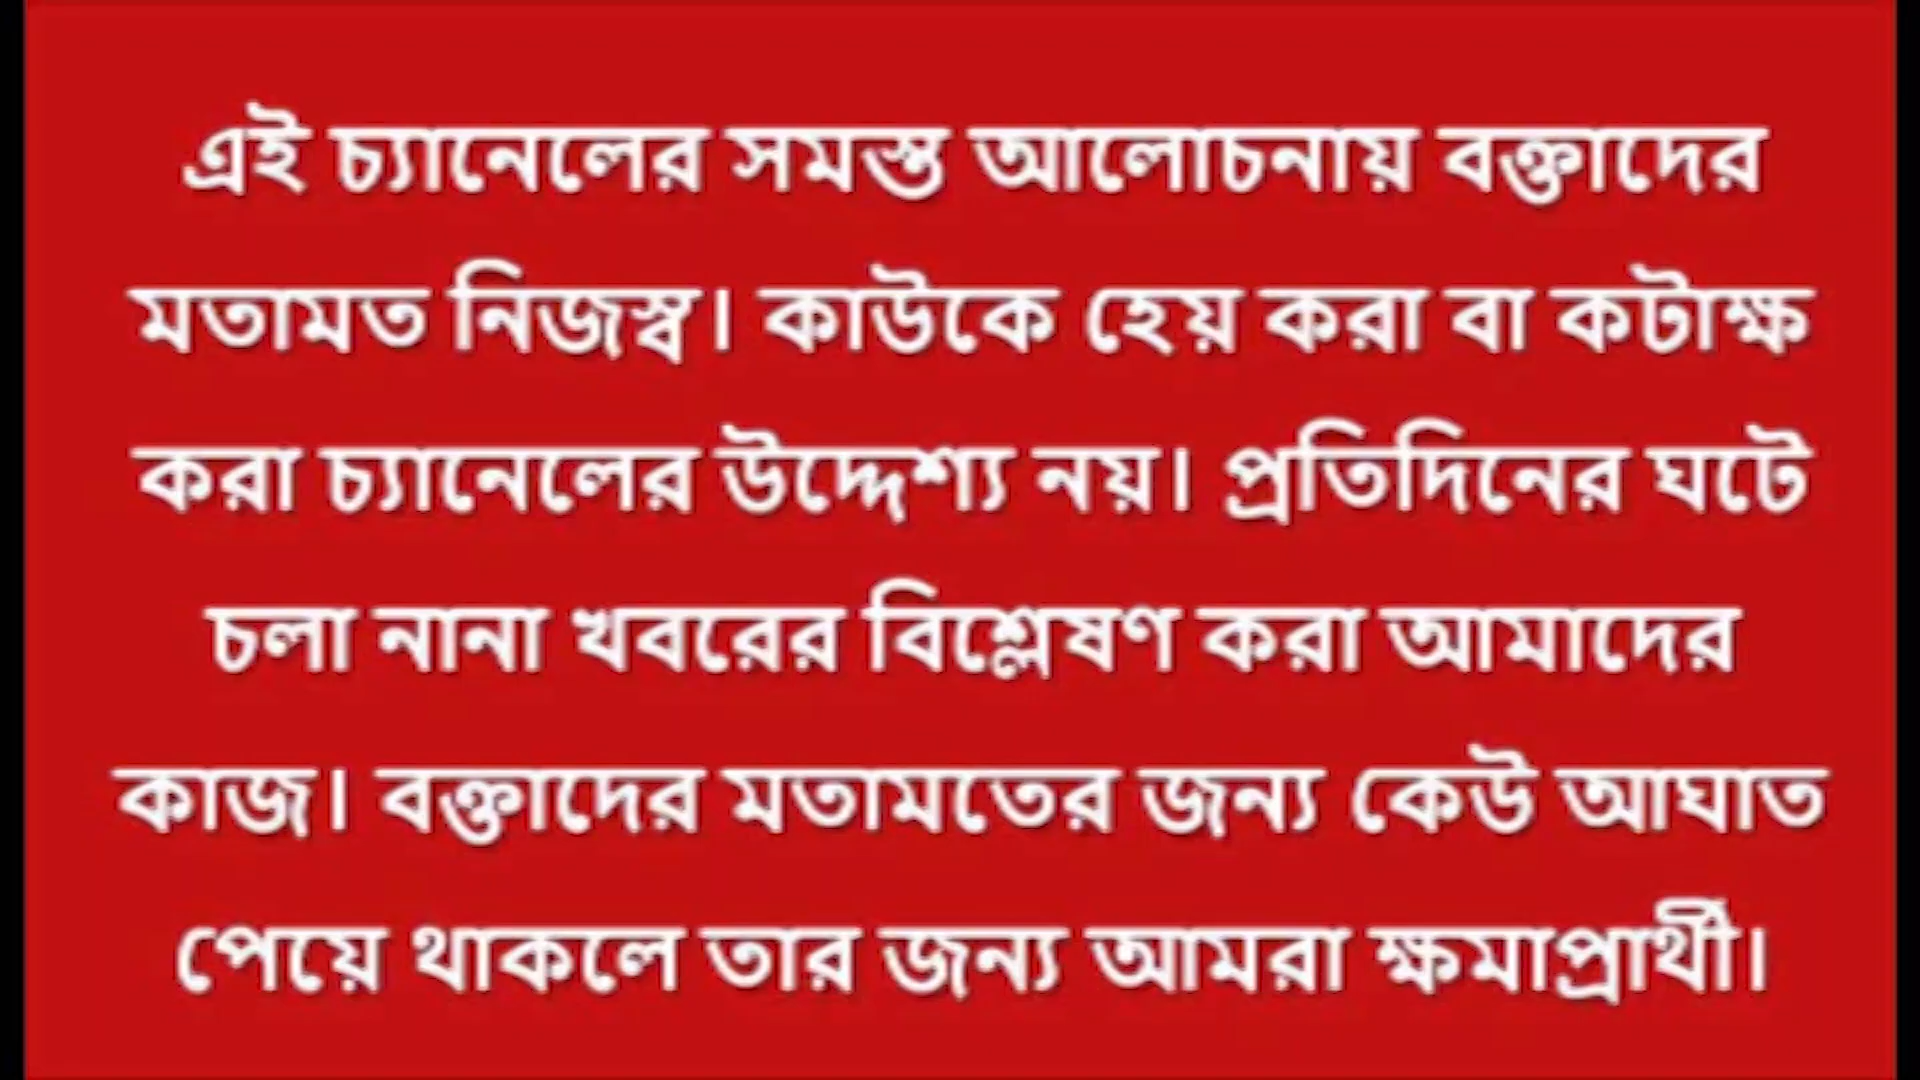 এই চ্যানেলের সমস্ত আলোচনায় বক্তাদের
মতামত নিজস্ব। কাউকে হেয় করা বা কটাক্ষ
করা চ্যানেলের উদ্দেশ্য নয়। প্রতিদিনের ঘটে
চলা নানা খবরের বিশ্লেষণ করা আমাদের
কাজ। বক্তাদের মতামতের জন্য কেউ আঘাত
পেয়ে থাকলে তার জন্য আমরা ক্ষমাপ্রার্থী।